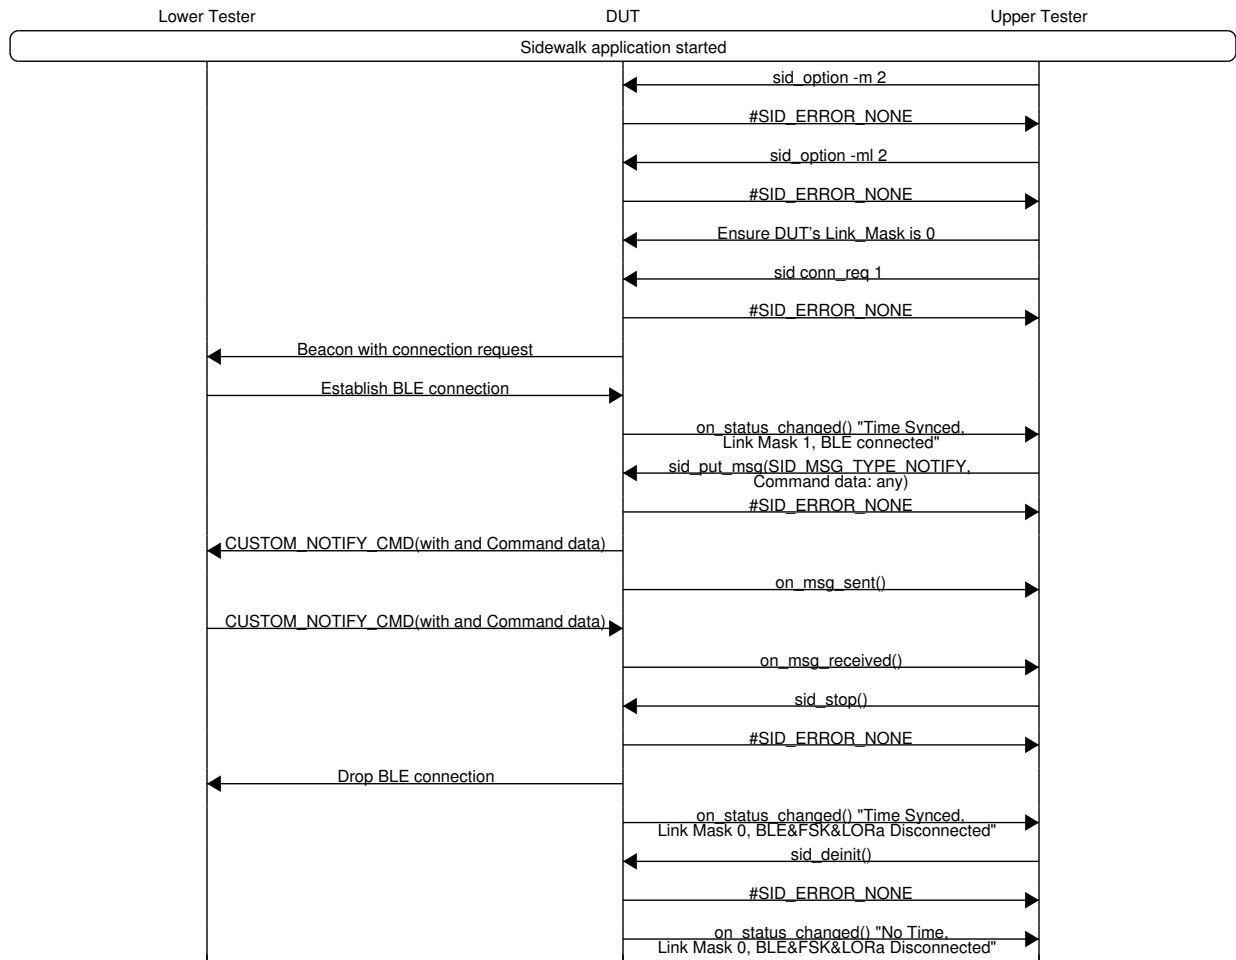 Lower Tester DUT Upper Tester
Sidewalk application started
sid_option -m 2
#SID_ERROR_NONE
sid_option -ml 2
#SID_ERROR_NONE
Ensure DUT's Link_Mask is 0
sid conn_req 1
#SID_ERROR_NONE
Beacon with connection request
Establish BLE connection
on_status_changed() "Time Synced,
Link Mask 1, BLE connected"
sid_put_msg(SID_MSG_TYPE_NOTIFY,
Command data: any)
#SID_ERROR_NONE
CUSTOM_NOTIFY_CMD(with and Command data)
on_msg_sent()
CUSTOM_NOTIFY_CMD(with and Command data)
on_msg_received()
sid_stop()
#SID_ERROR_NONE
Drop BLE connection
on_status_changed() "Time Synced,
Link Mask 0, BLE&FSK&LORa Disconnected"
sid_deinit()
#SID_ERROR_NONE
on_status_changed() "No Time,
Link Mask 0, BLE&FSK&LORa Disconnected"